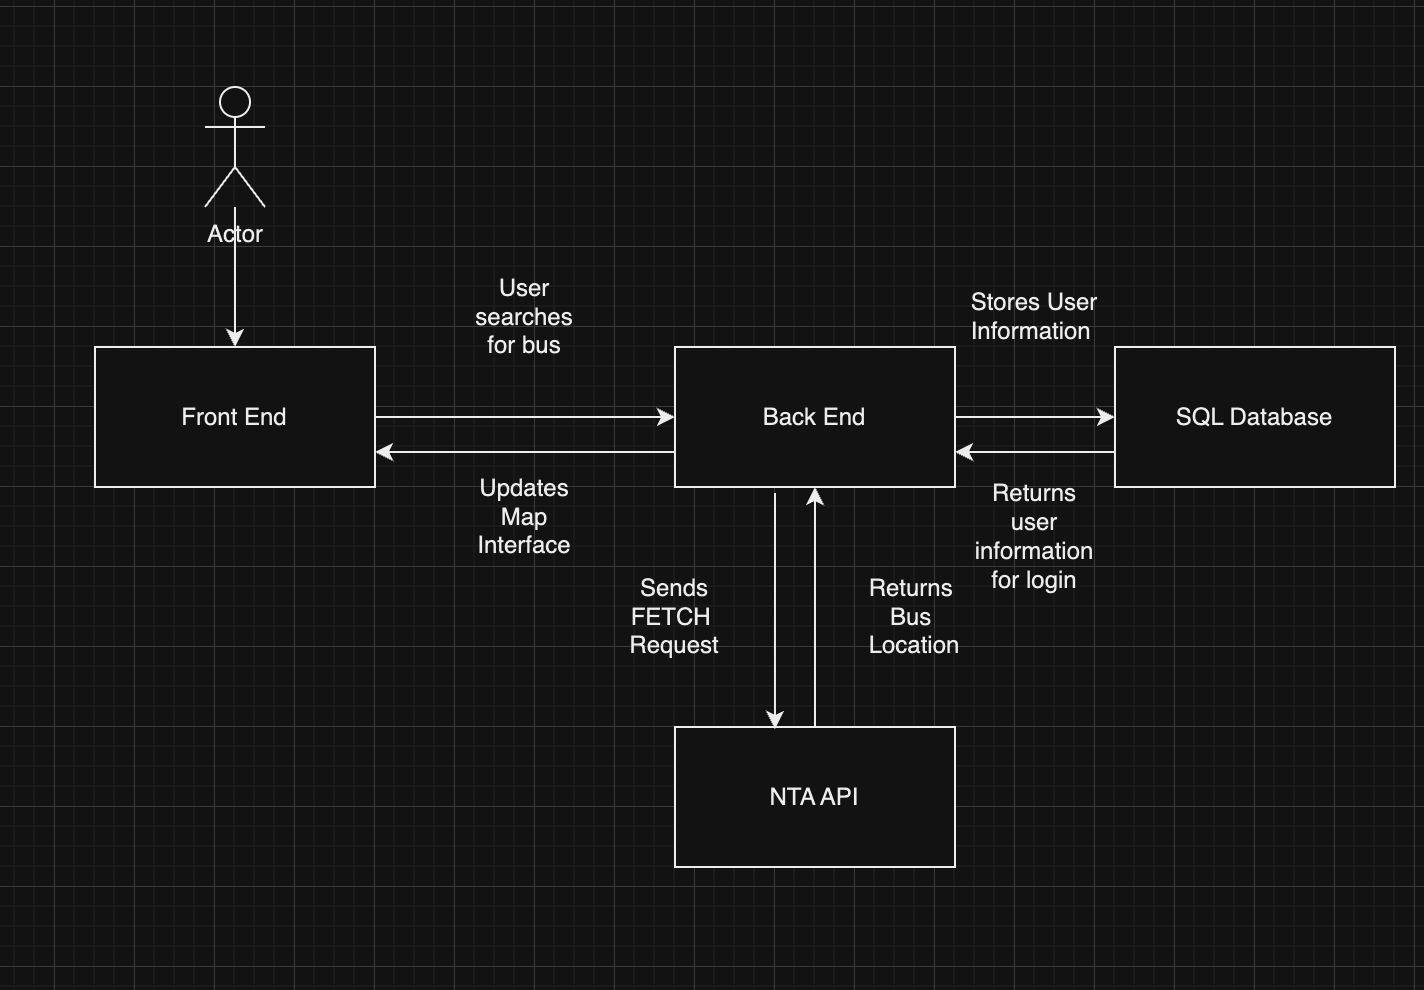 Actor
User
searches
for bus
Stores User
Information
Front End
Back End
SQL Database
Updates
Map
Interface
Returns
user
information
for login
Sends
FETCH
Request
Returns
Bus
Location
NTA API